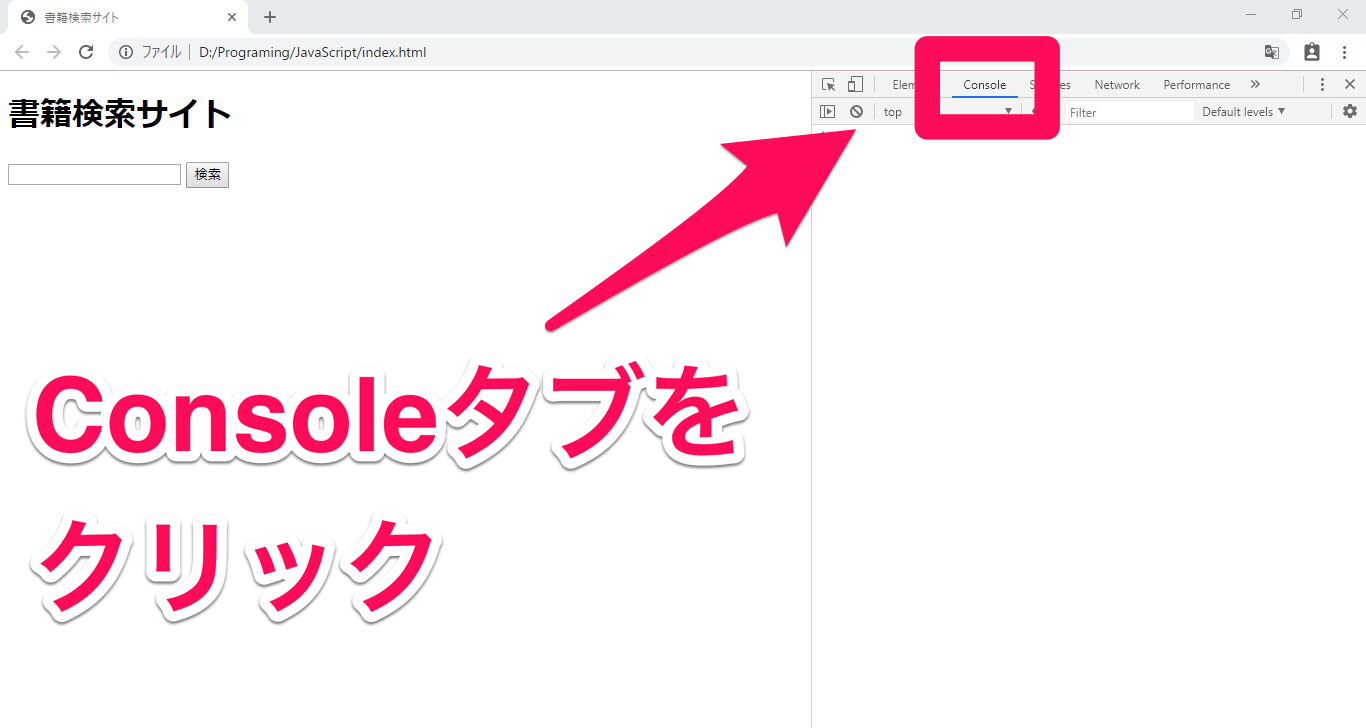 書籍検索サイト
ファイル D:/Programing/JavaScript/index.html
Console Network Performance
top Filter Default levels
書籍検索サイト
検索
Consoleタブを
クリック